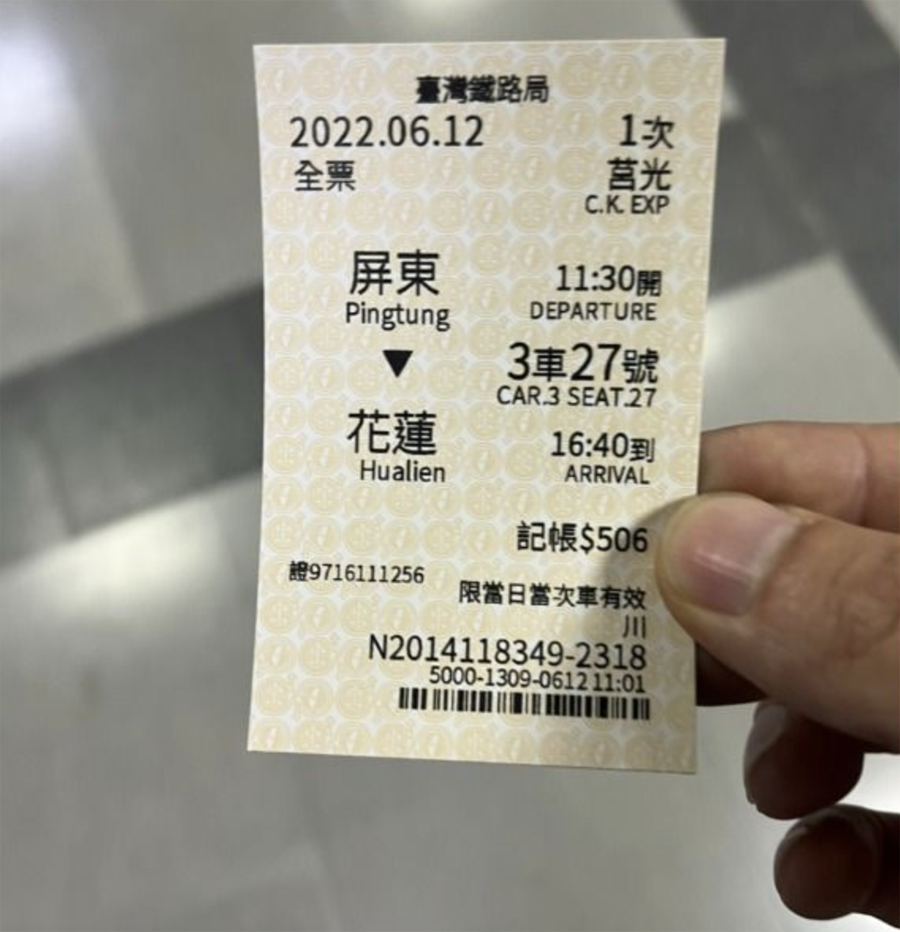 臺灣鐵路局
2022.06.12 1次
全票 莒光
C.K. EXP
屏東 11:30開
Pingtung DEPARTURE
▼ 3車27號
CAR.3 SEAT.27
花蓮 16:40到
Hualien ARRIVAL
記帳$506
證9716111256
限當日當次車有效
川
N2014118349-2318
5000-1309-0612 11:01